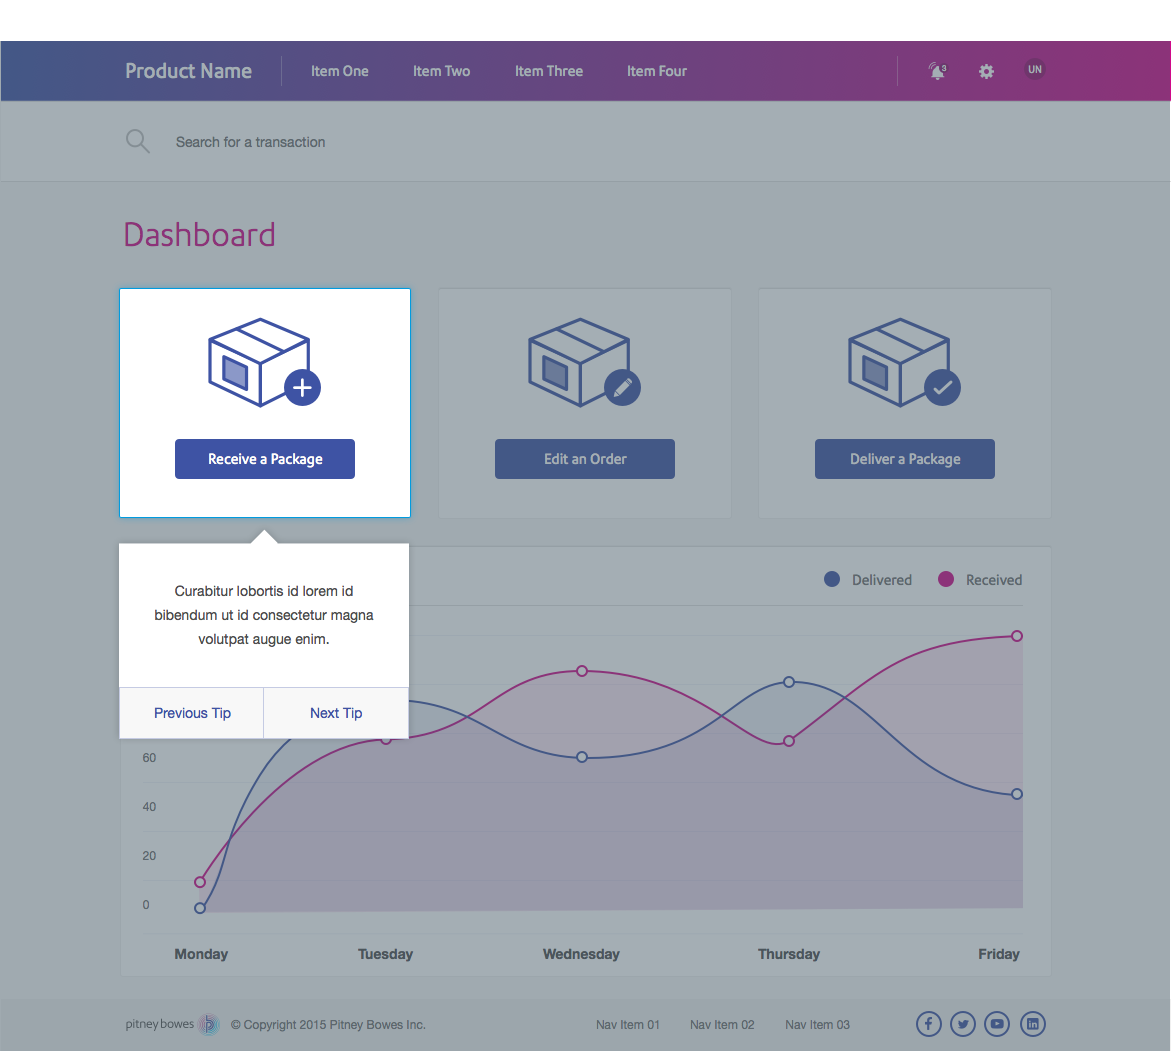 Product Name
Item One
Item Two
Item Three
Item Four
3
UN
Search for a transaction
Dashboard
Receive a Package
Edit an Order
Deliver a Package
Curabitur lobortis id lorem id
bibendum ut id consectetur magna
volutpat augue enim.
Previous Tip
Next Tip
Delivered
Received
60
40
20
0
Monday
Tuesday
Wednesday
Thursday
Friday
pitney bowes
© Copyright 2015 Pitney Bowes Inc.
Nav Item 01
Nav Item 02
Nav Item 03